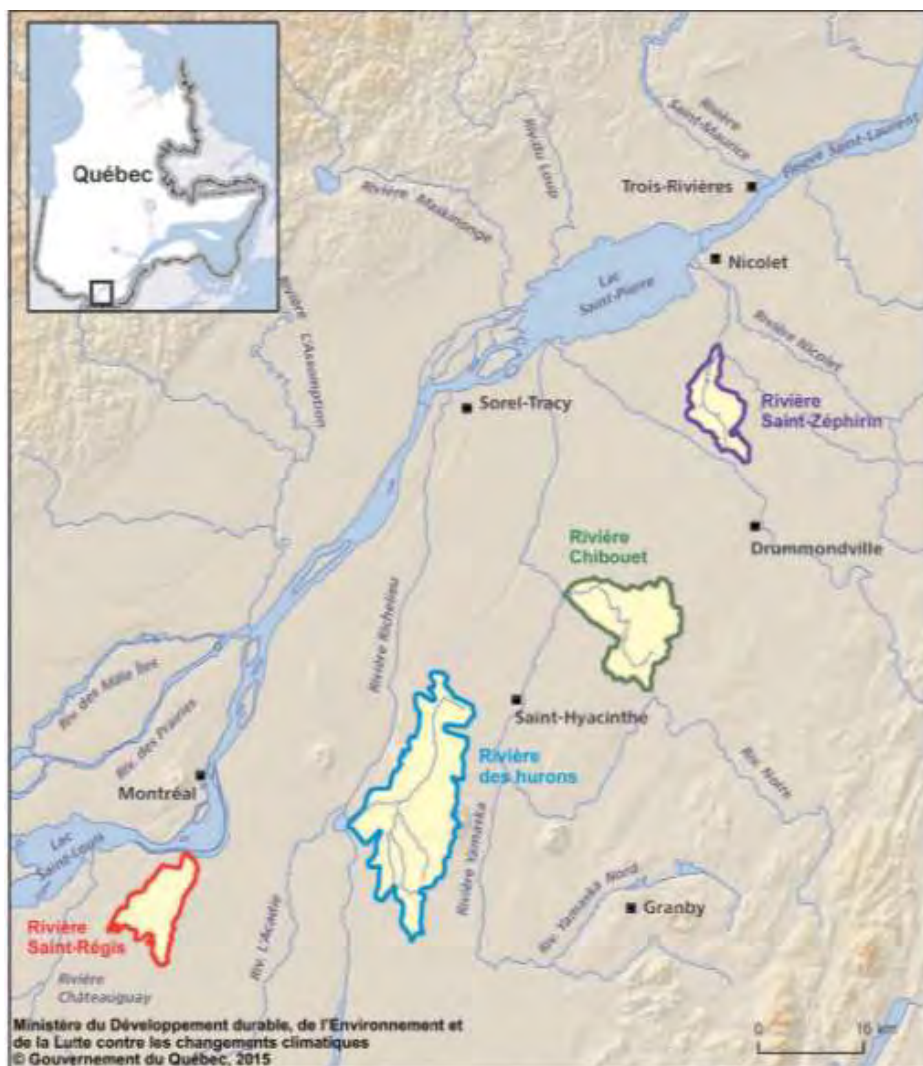 Québec
Rivière
Saint-Maurice
Fleuve Saint-Laurent
Riv. du Loup
Trois-Rivières
Rivière Maskinongé
Nicolet
Lac
Saint-Pierre
Rivière
L'Assomption
Rivière Nicolet
Sorel-Tracy
Rivière
Saint-Zéphirin
Rivière
Chibouet
Drummondville
Rivière Richelieu
Riv. des Mille Îles
Riv. des Prairies
Saint-Hyacinthe
Rivière
des hurons
Montréal
Riv. Noire
Lac
Saint-Louis
Rivière Yamaska
Riv. Yamaska Nord
Granby
Rivière
Saint-Régis
Riv. L'Acadie
Rivière
Châteauguay
Ministère du Développement durable, de l'Environnement et
de la Lutte contre les changements climatiques
© Gouvernement du Québec, 2015
0 km